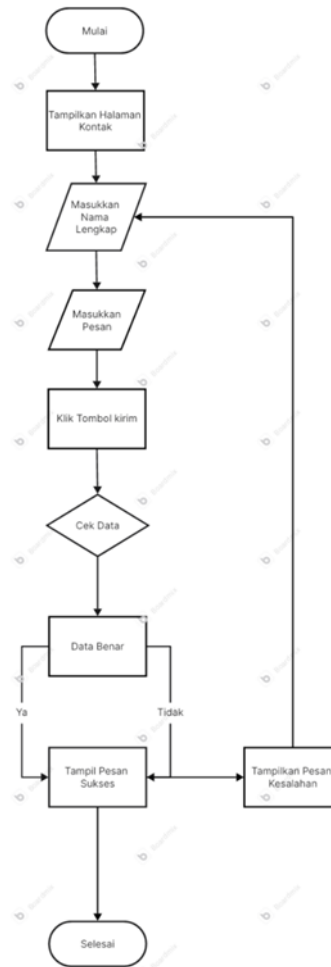 Mulai
Tampilkan Halaman
Kontak
Masukkan
Nama
Lengkap
Masukkan
Pesan
Klik Tombol kirim
Cek Data
Data Benar
Ya
Tidak
Tampil Pesan
Sukses
Tampilkan Pesan
Kesalahan
Selesai